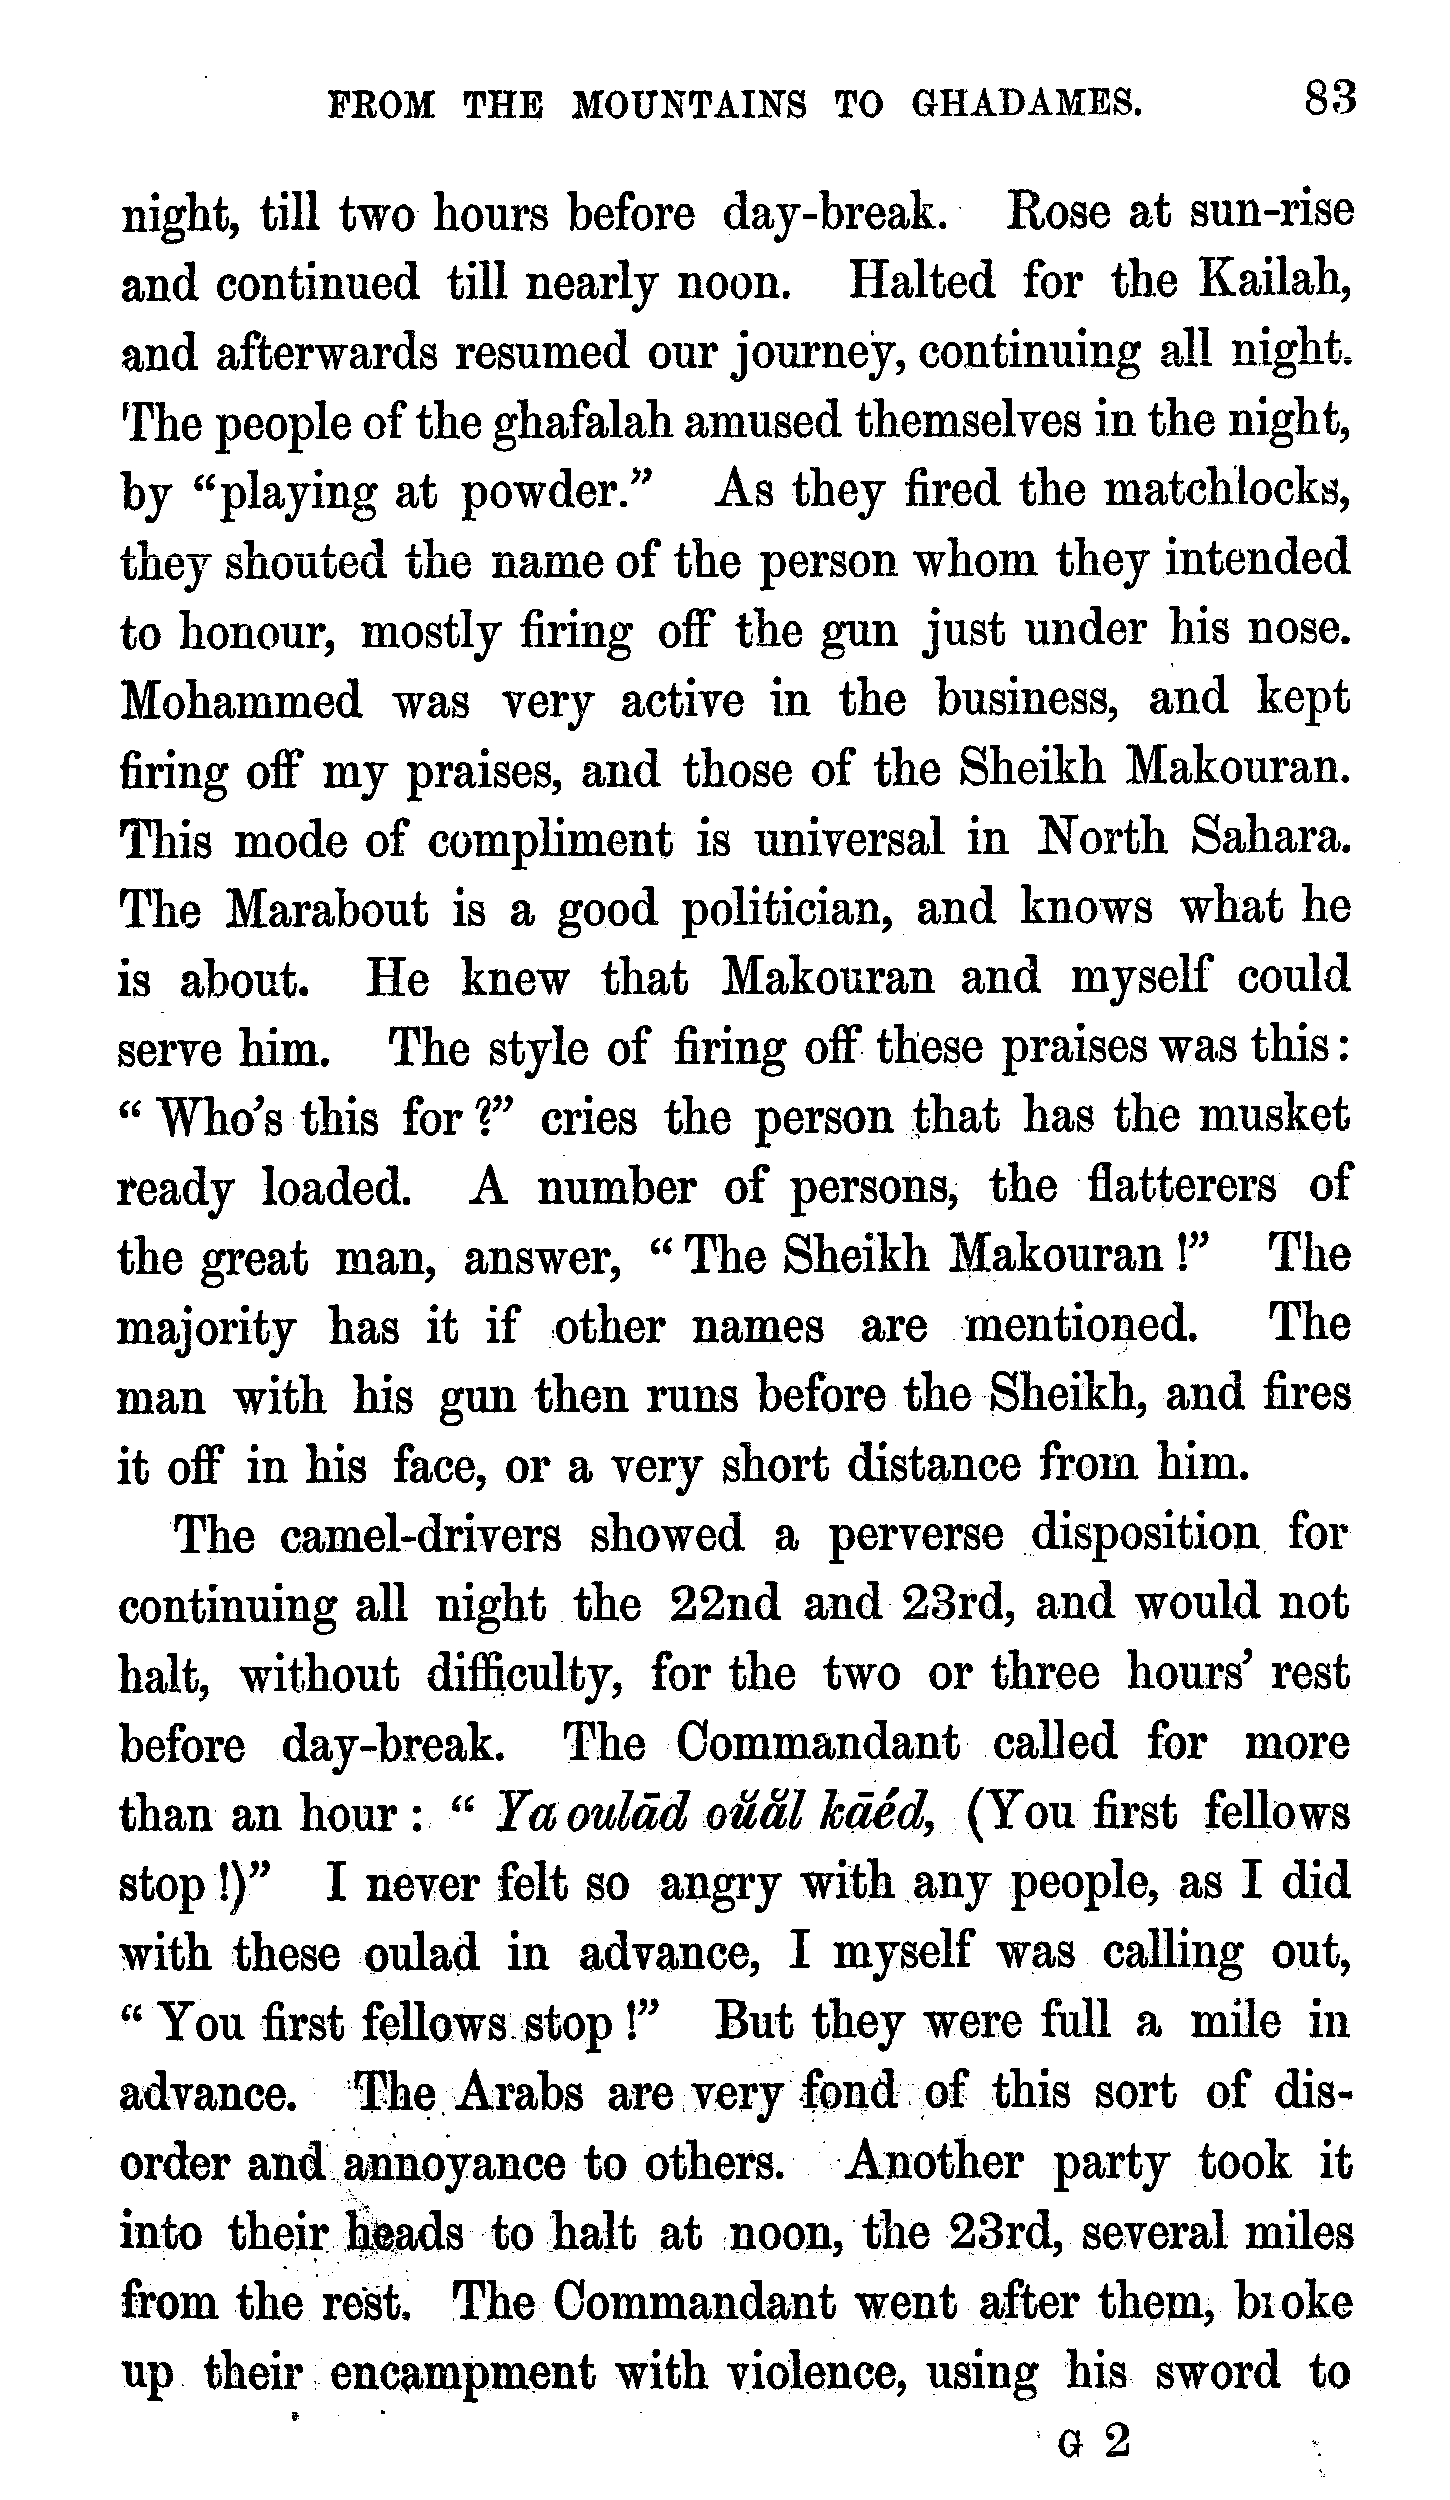 FROM THE MOUNTAINS TO GHADAMES. 83
night, till two hours before day-break. Rose at sun-rise
and continued till nearly noon. Halted for the Kailah,
and afterwards resumed our journey, continuing all night.
The people of the ghafalah amused themselves in the night,
by “playing at powder.” As they fired the matchlocks,
they shouted the name of the person whom they intended
to honour, mostly firing off the gun just under his nose.
Mohammed was very active in the business, and kept
firing off my praises, and those of the Sheikh Makouran.
This mode of compliment is universal in North Sahara.
The Marabout is a good politician, and knows what he
is about. He knew that Makouran and myself could
serve him. The style of firing off these praises was this:
“Who’s this for?” cries the person that has the musket
ready loaded. A number of persons, the flatterers of
the great man, answer, “The Sheikh Makouran!” The
majority has it if other names are mentioned. The
man with his gun then runs before the Sheikh, and fires
it off in his face, or a very short distance from him.
The camel-drivers showed a perverse disposition for
continuing all night the 22nd and 23rd, and would not
halt, without difficulty, for the two or three hours’ rest
before day-break. The Commandant called for more
than an hour: “Ya oulād oŭăl kāéd, (You first fellows
stop!)” I never felt so angry with any people, as I did
with these oulad in advance, I myself was calling out,
“You first fellows stop!” But they were full a mile in
advance. The Arabs are very fond of this sort of dis-
order and annoyance to others. Another party took it
into their heads to halt at noon, the 23rd, several miles
from the rest. The Commandant went after them, broke
up their encampment with violence, using his sword to
G 2